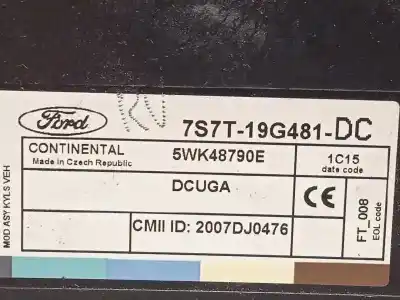 Ford
7S7T-19G481-DC
CONTINENTAL
Made in Czech Republic
5WK48790E
1C15
date code
DCUGA
CE
CMII ID: 2007DJ0476
FT_008
EOL code
MOD ASY KYLS VEH